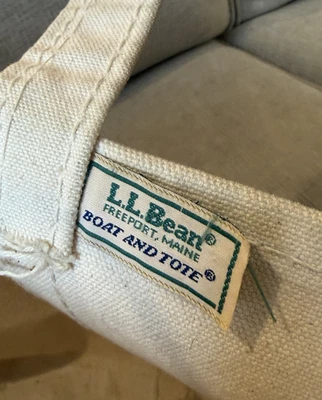 L.L.Bean®
FREEPORT, MAINE
BOAT AND TOTE®